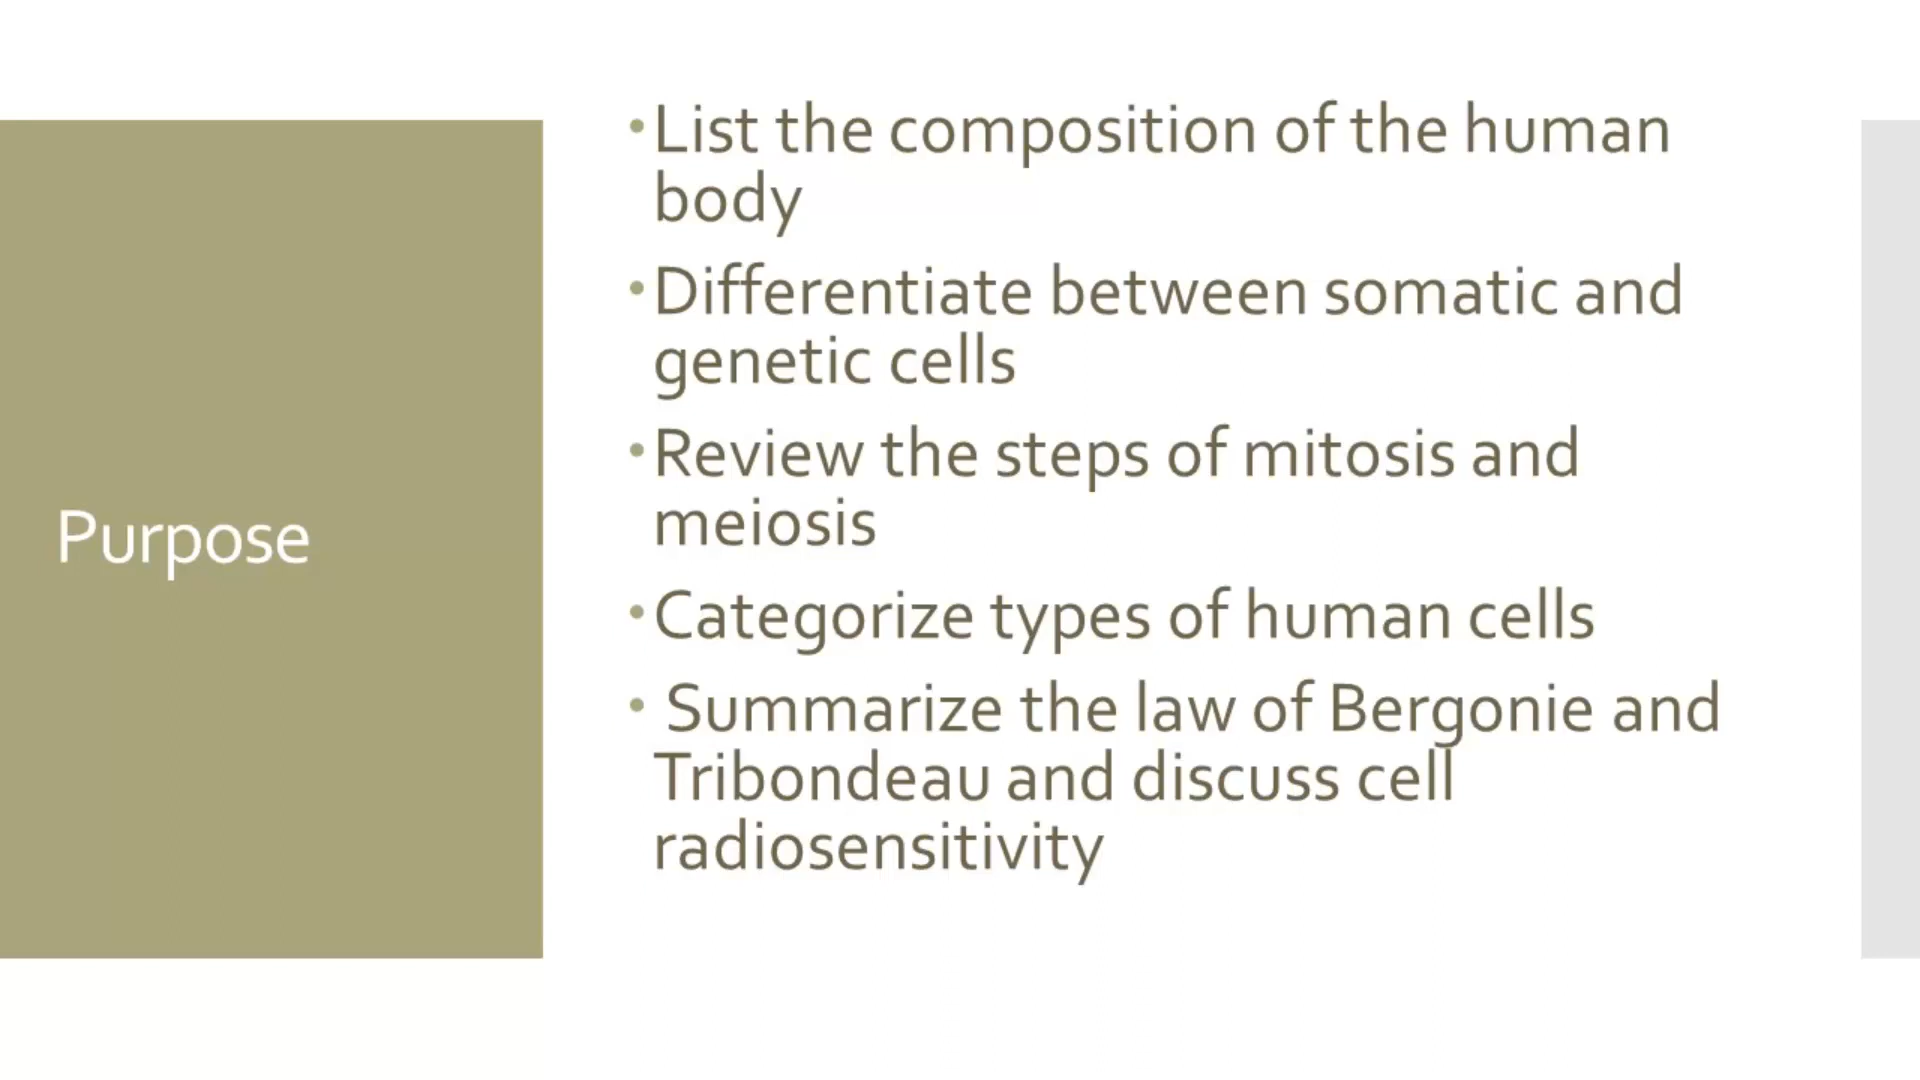 Purpose
•List the composition of the human
body
•Differentiate between somatic and
genetic cells
•Review the steps of mitosis and
meiosis
•Categorize types of human cells
• Summarize the law of Bergonie and
Tribondeau and discuss cell
radiosensitivity